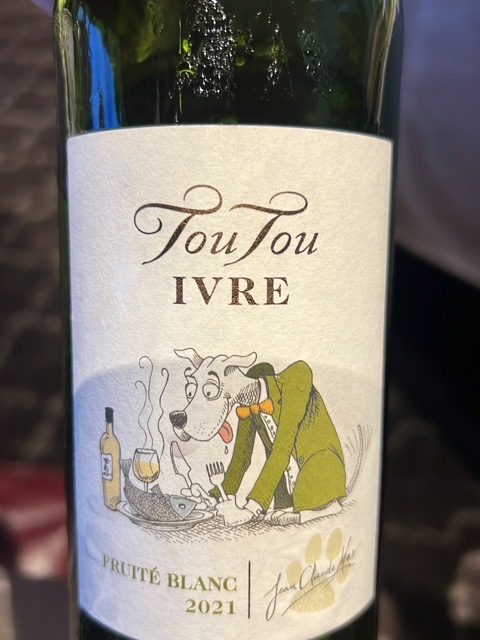 TouTou
IVRE
FRUITÉ BLANC
2021
Jean Claude Mas